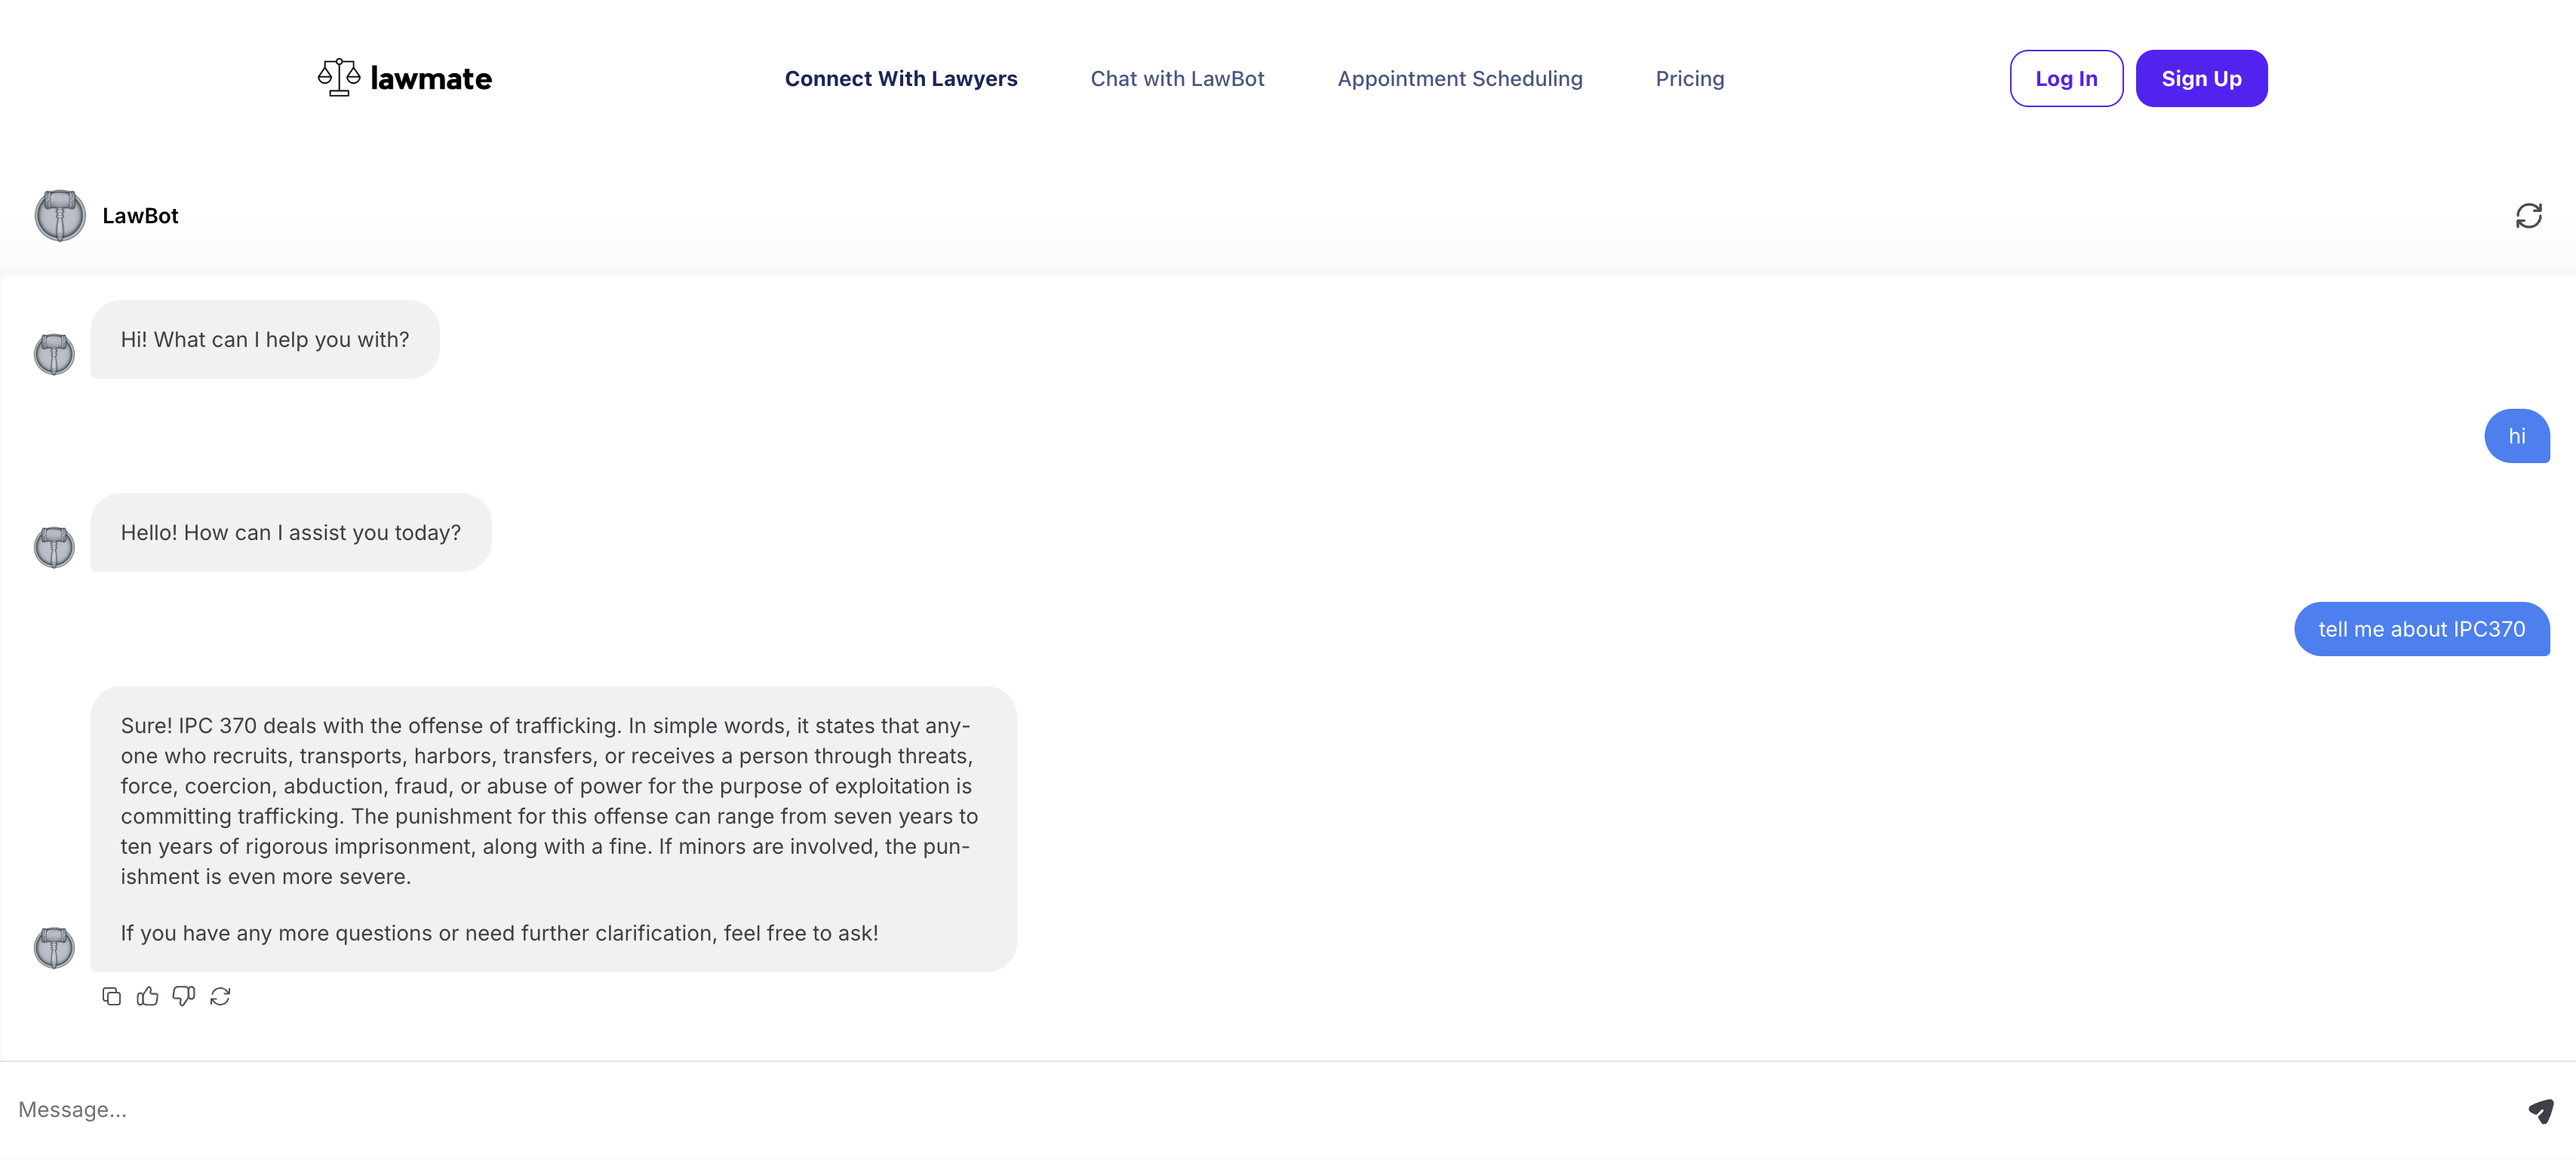 lawmate
Connect With Lawyers
Chat with LawBot
Appointment Scheduling
Pricing
Log In
Sign Up
LawBot
Hi! What can I help you with?
hi
Hello! How can I assist you today?
tell me about IPC370
Sure! IPC 370 deals with the offense of trafficking. In simple words, it states that any-
one who recruits, transports, harbors, transfers, or receives a person through threats,
force, coercion, abduction, fraud, or abuse of power for the purpose of exploitation is
committing trafficking. The punishment for this offense can range from seven years to
ten years of rigorous imprisonment, along with a fine. If minors are involved, the pun-
ishment is even more severe.
If you have any more questions or need further clarification, feel free to ask!
Message...